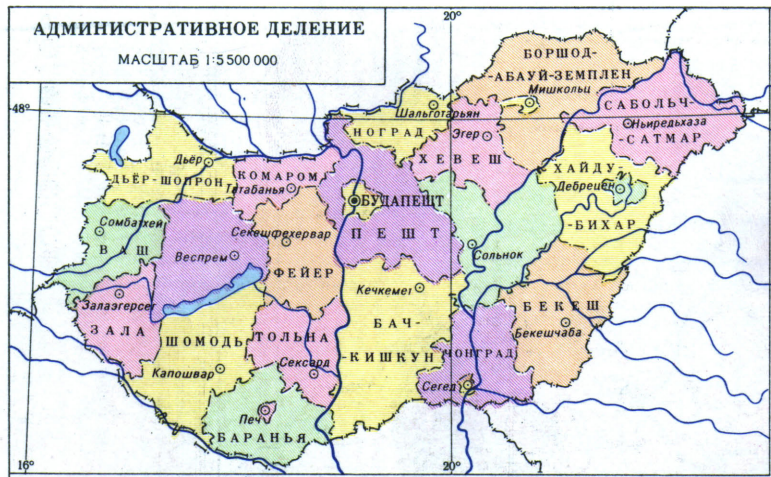 АДМИНИСТРАТИВНОЕ ДЕЛЕНИЕ
МАСШТАБ 1:5 500 000
20°
48°
БОРШОД-
-АБАУЙ-ЗЕМПЛЕН
Мишкольц
Шальготарьян
НОГРАД
Эгер
ХЕВЕШ
САБОЛЬЧ-
Ньиредьхаза
-САТМАР
Дьёр
ДЬЁР-ШОПРОН
КОМАРОМ
Татабанья
БУДАПЕШТ
ПЕШТ
ХАЙДУ-
Дебрецен
-БИХАР
Сомбатхей
ВАШ
Веспрем
Секешфехервар
ФЕЙЕР
Сольнок
Кечкемет
Залаэгерсег
ЗАЛА
ШОМОДЬ
Капошвар
ТОЛЬНА
Сексард
БАЧ-
-КИШКУН
ЧОНГРАД
Сегед
БЕКЕШ
Бекешчаба
Печ
БАРАНЬЯ
16°
20°